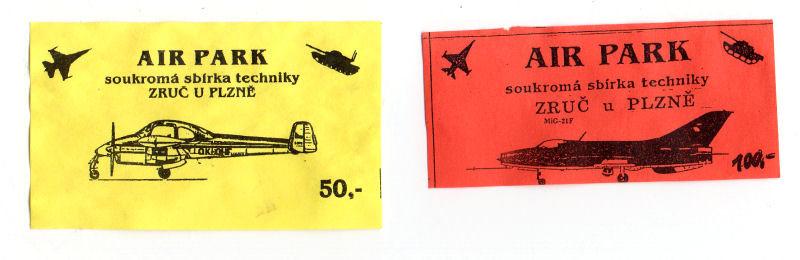 AIR PARK
soukromá sbírka techniky
ZRUČ U PLZNĚ
50,-
AIR PARK
soukromá sbírka techniky
ZRUČ u PLZNĚ
MiG-21F
100,-